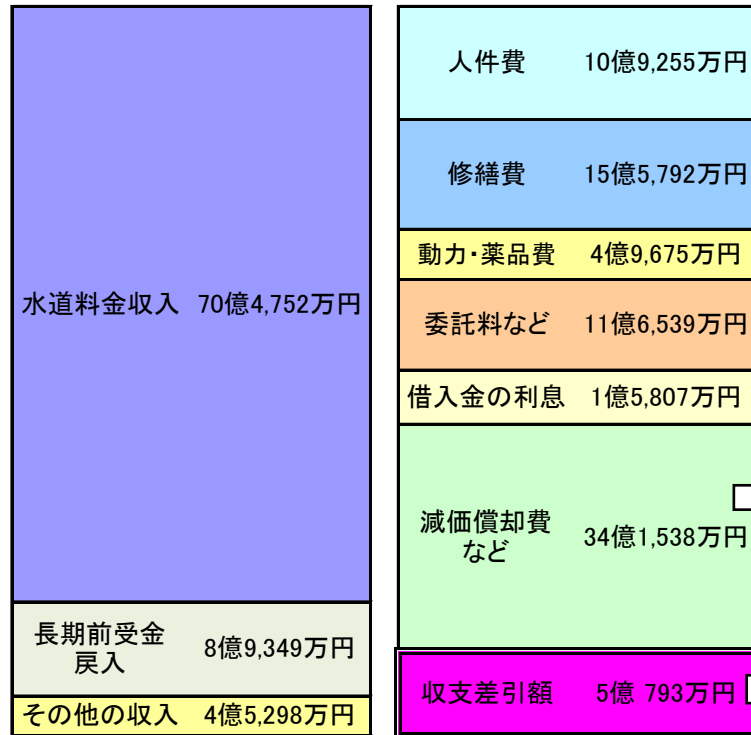 水道料金収入 70億4,752万円
長期前受金
戻入
8億9,349万円
その他の収入 4億5,298万円
人件費 10億9,255万円
修繕費 15億5,792万円
動力・薬品費 4億9,675万円
委託料など 11億6,539万円
借入金の利息 1億5,807万円
減価償却費
など
34億1,538万円
収支差引額 5億 793万円